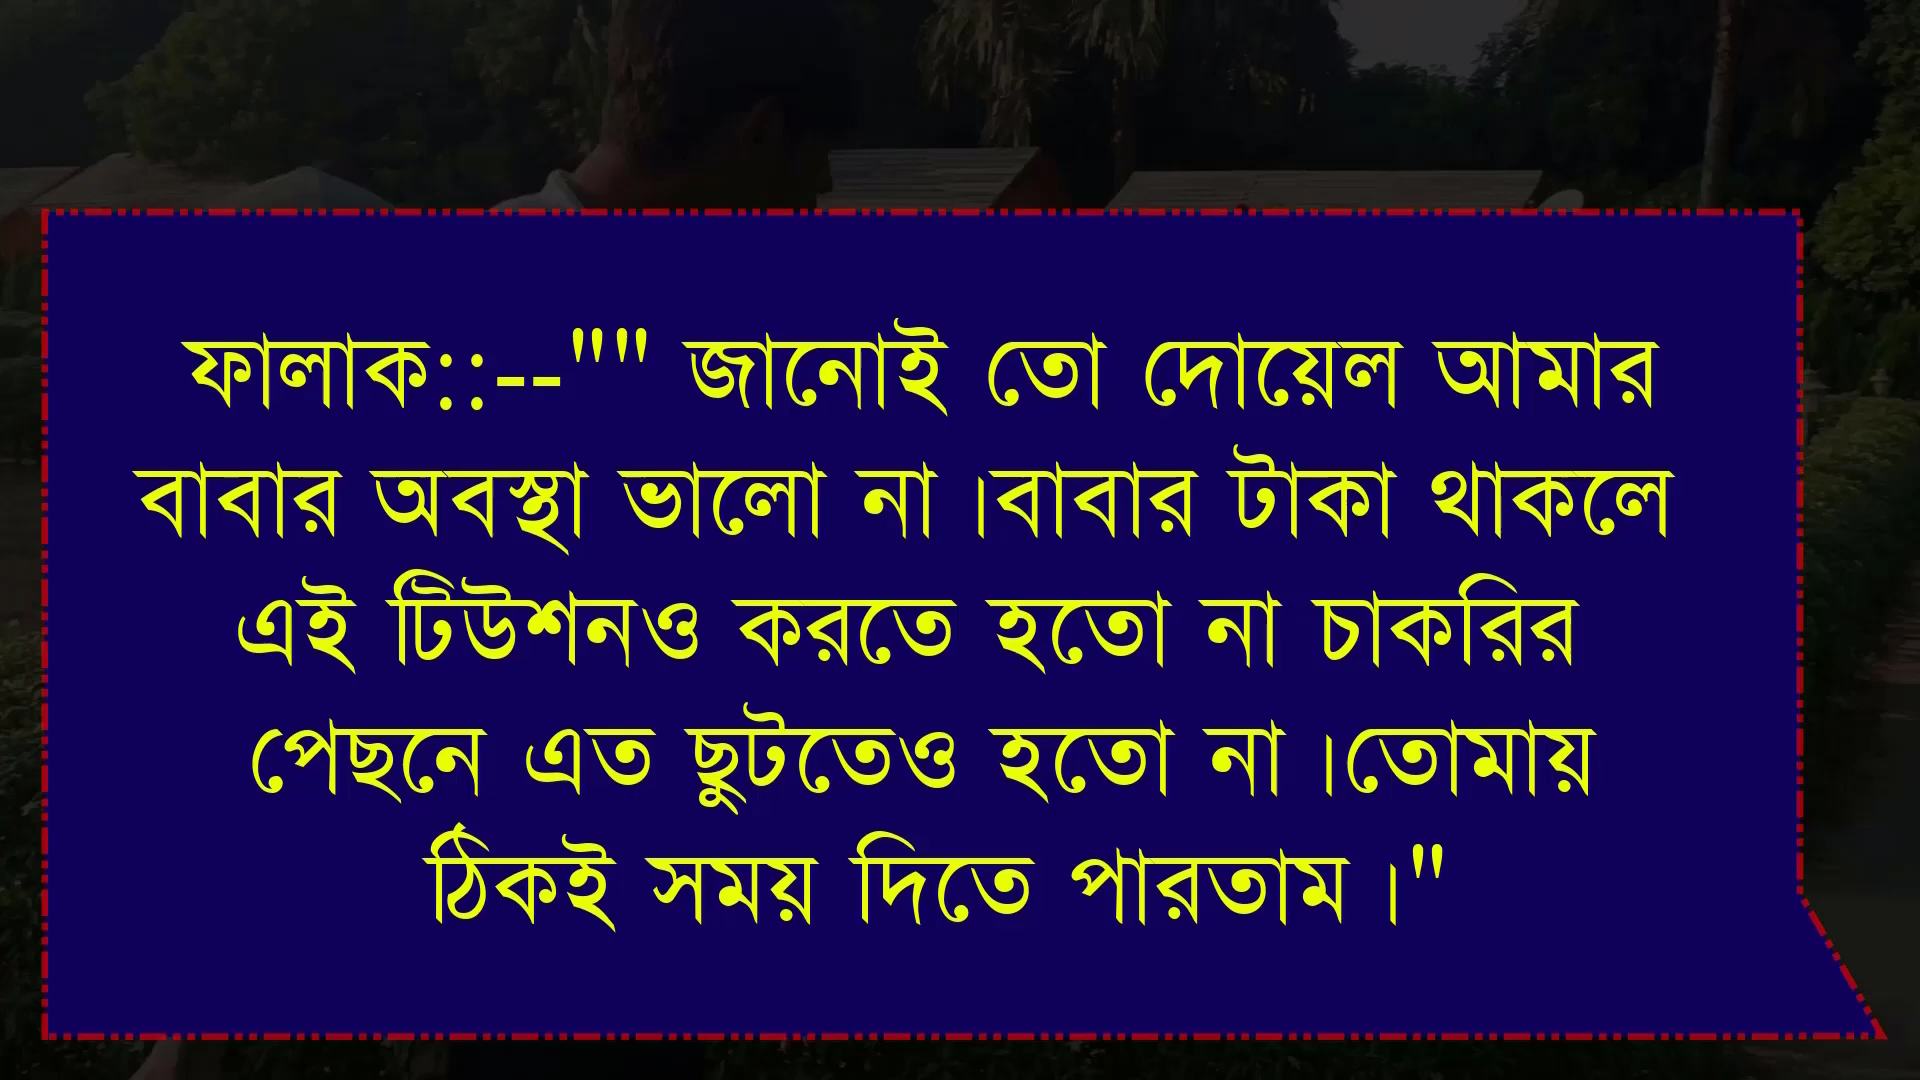 ফালাক::--"" জানোই তো দোয়েল আমার
বাবার অবস্থা ভালো না।বাবার টাকা থাকলে
এই টিউশনও করতে হতো না চাকরির
পেছনে এত ছুটতেও হতো না।তোমায়
ঠিকই সময় দিতে পারতাম।"